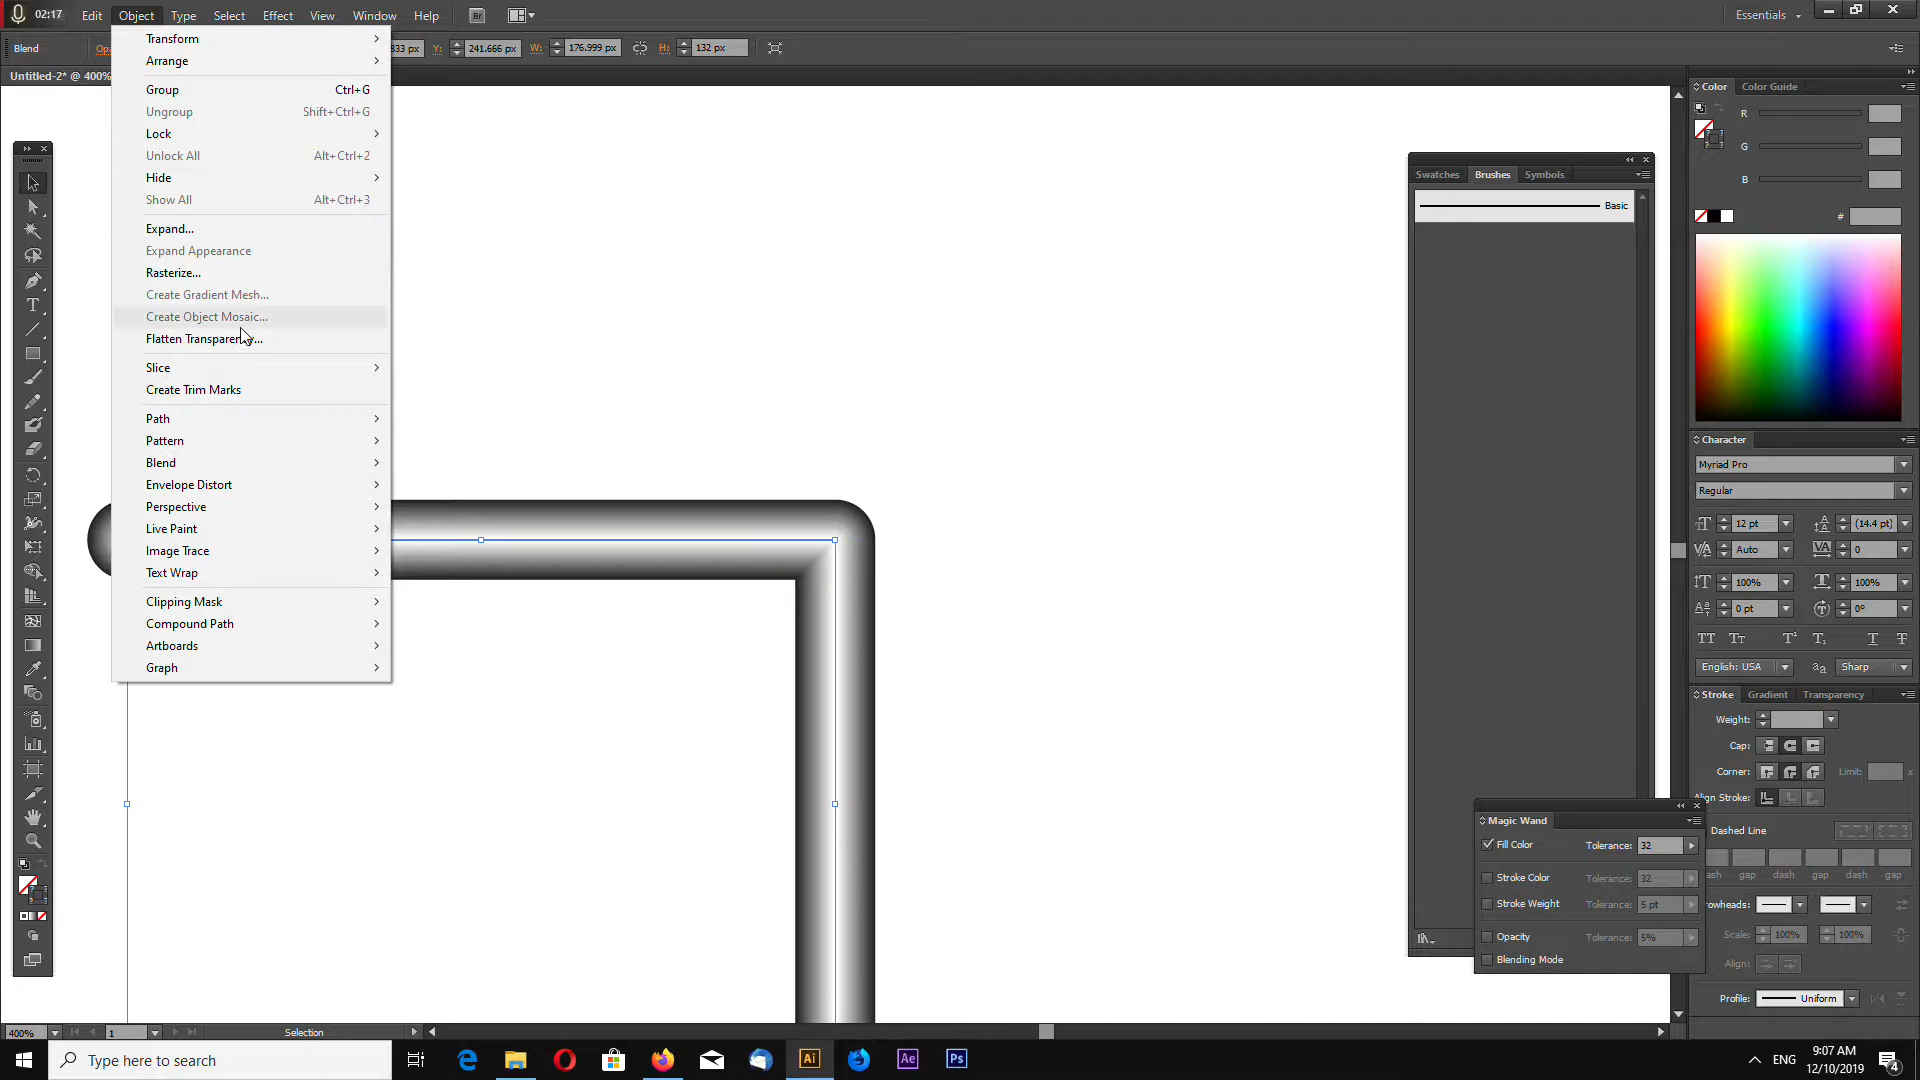 02:17 Edit Object Type Select Effect View Window Help Br Essentials
Blend 241.666 px W: 176.999 px H: 132 px
Untitled-2* @ 400%
Transform
Arrange
Group Ctrl+G
Ungroup Shift+Ctrl+G
Lock
Unlock All Alt+Ctrl+2
Hide
Show All Alt+Ctrl+3
Expand...
Expand Appearance
Rasterize...
Create Gradient Mesh...
Create Object Mosaic...
Flatten Transparency...
Slice
Create Trim Marks
Path
Pattern
Blend
Envelope Distort
Perspective
Live Paint
Image Trace
Text Wrap
Clipping Mask
Compound Path
Artboards
Graph
Swatches Brushes Symbols
Basic
Color Color Guide
R
G
B
#
Character
Myriad Pro
Regular
12 pt (14.4 pt)
Auto 0
100% 100%
0 pt 0°
English: USA Sharp
Stroke Gradient Transparency
Weight:
Cap:
Corner: Limit: x
Align Stroke:
Dashed Line
gap dash gap dash gap
Scale: 100% 100%
Align:
Profile: Uniform
Magic Wand
Fill Color Tolerance: 32
Stroke Color Tolerance: 32
Stroke Weight Tolerance: 5 pt
Opacity Tolerance: 5%
Blending Mode
400% 1 Selection
Type here to search
Ai Ae Ps
ENG 9:07 AM
12/10/2019 4